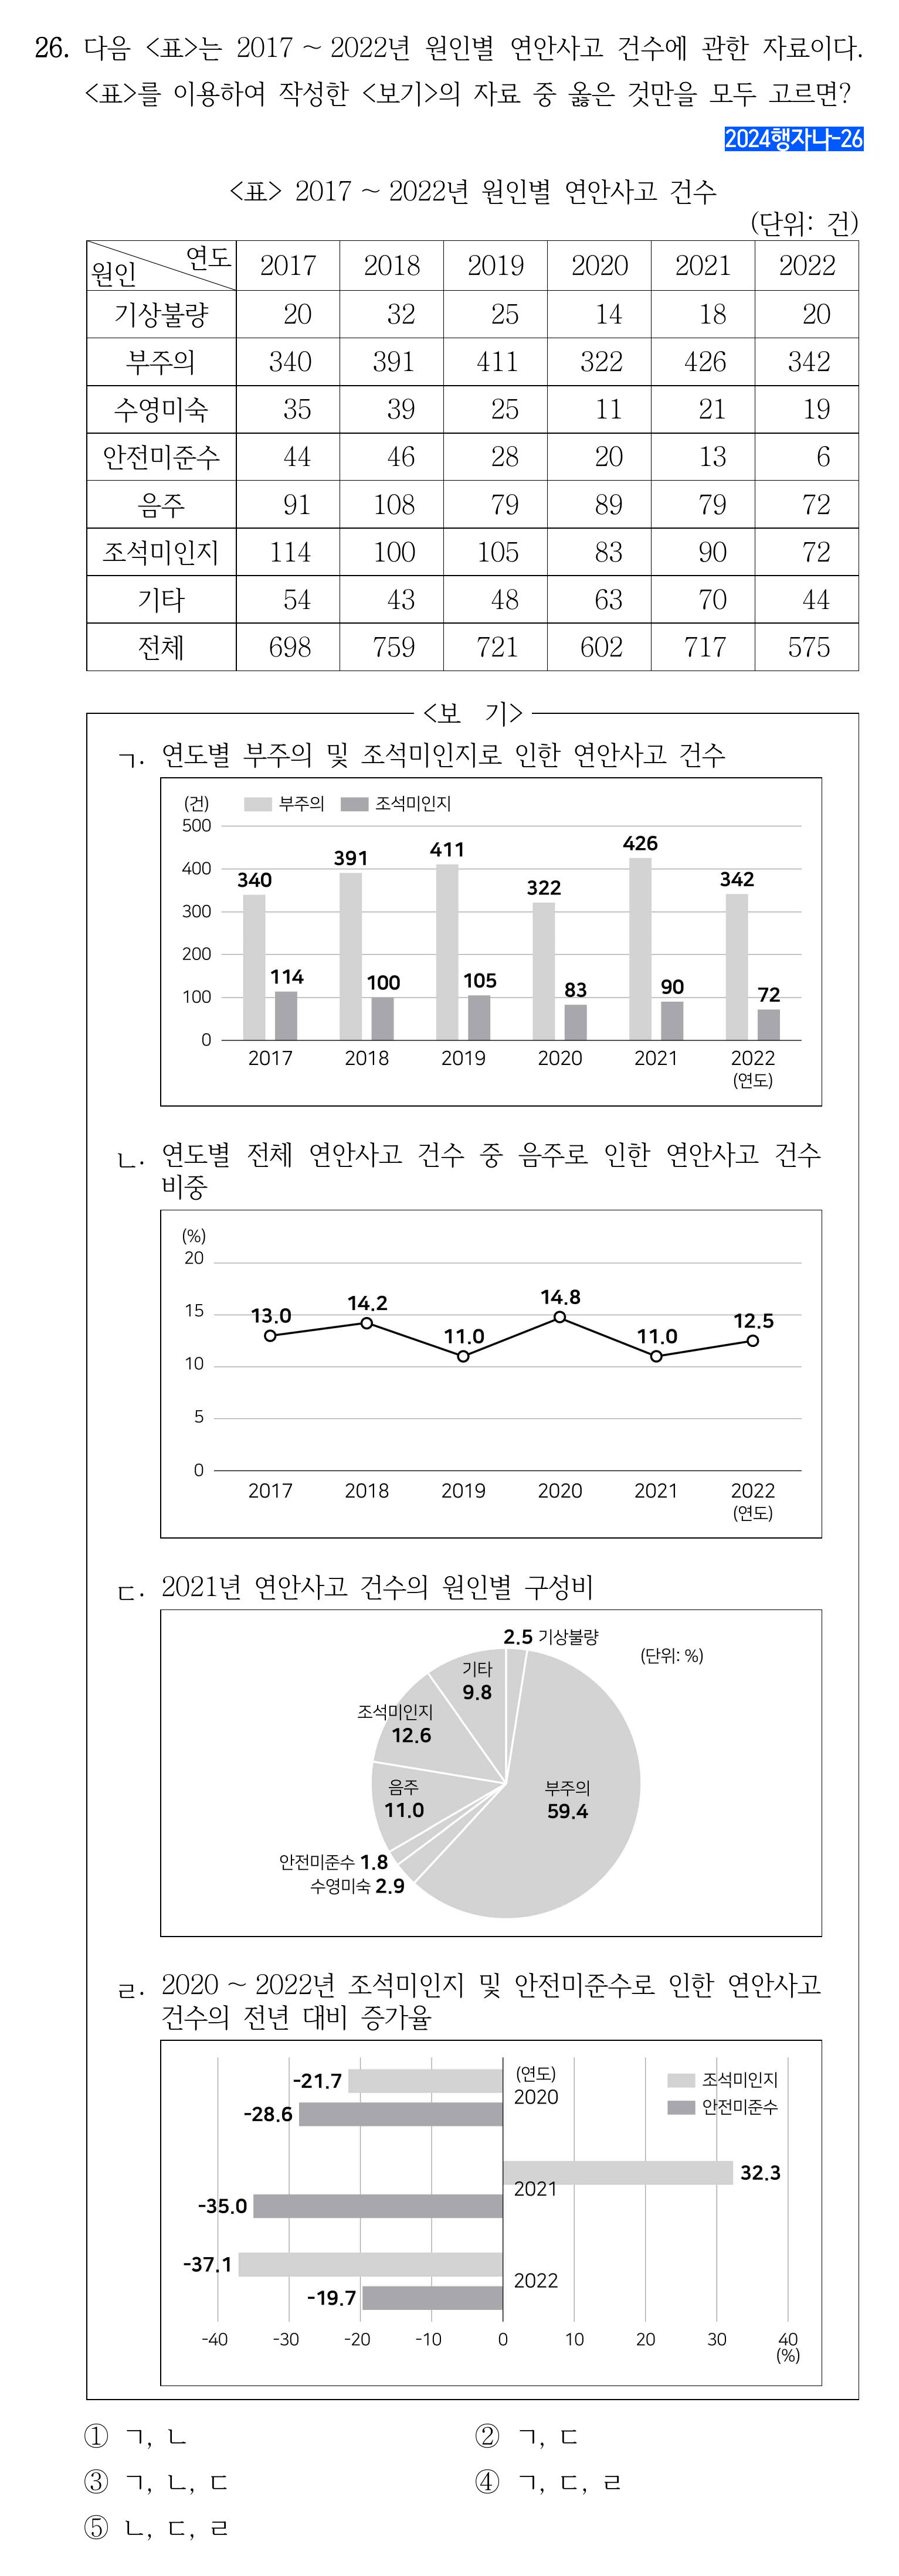 26. 다음 <표>는 2017 ~ 2022년 원인별 연안사고 건수에 관한 자료이다.
<표>를 이용하여 작성한 <보기>의 자료 중 옳은 것만을 모두 고르면?
2024행자나-26
<표> 2017 ~ 2022년 원인별 연안사고 건수
(단위: 건)
원인 연도 2017 2018 2019 2020 2021 2022
기상불량 20 32 25 14 18 20
부주의 340 391 411 322 426 342
수영미숙 35 39 25 11 21 19
안전미준수 44 46 28 20 13 6
음주 91 108 79 89 79 72
조석미인지 114 100 105 83 90 72
기타 54 43 48 63 70 44
전체 698 759 721 602 717 575
<보 기>
ㄱ. 연도별 부주의 및 조석미인지로 인한 연안사고 건수
(건) 부주의 조석미인지
500
400
300
200
100
0
340 114
391 100
411 105
322 83
426 90
342 72
2017 2018 2019 2020 2021 2022
(연도)
ㄴ. 연도별 전체 연안사고 건수 중 음주로 인한 연안사고 건수
비중
(%)
20
15
10
5
0
13.0 14.2 11.0 14.8 11.0 12.5
2017 2018 2019 2020 2021 2022
(연도)
ㄷ. 2021년 연안사고 건수의 원인별 구성비
(단위: %)
2.5 기상불량
기타
9.8
조석미인지
12.6
음주
11.0
부주의
59.4
안전미준수 1.8
수영미숙 2.9
ㄹ. 2020 ~ 2022년 조석미인지 및 안전미준수로 인한 연안사고
건수의 전년 대비 증가율
(연도)
조석미인지
안전미준수
-21.7
2020
-28.6
32.3
2021
-35.0
-37.1
2022
-19.7
-40 -30 -20 -10 0 10 20 30 40
(%)
① ㄱ, ㄴ
② ㄱ, ㄷ
③ ㄱ, ㄴ, ㄷ
④ ㄱ, ㄷ, ㄹ
⑤ ㄴ, ㄷ, ㄹ